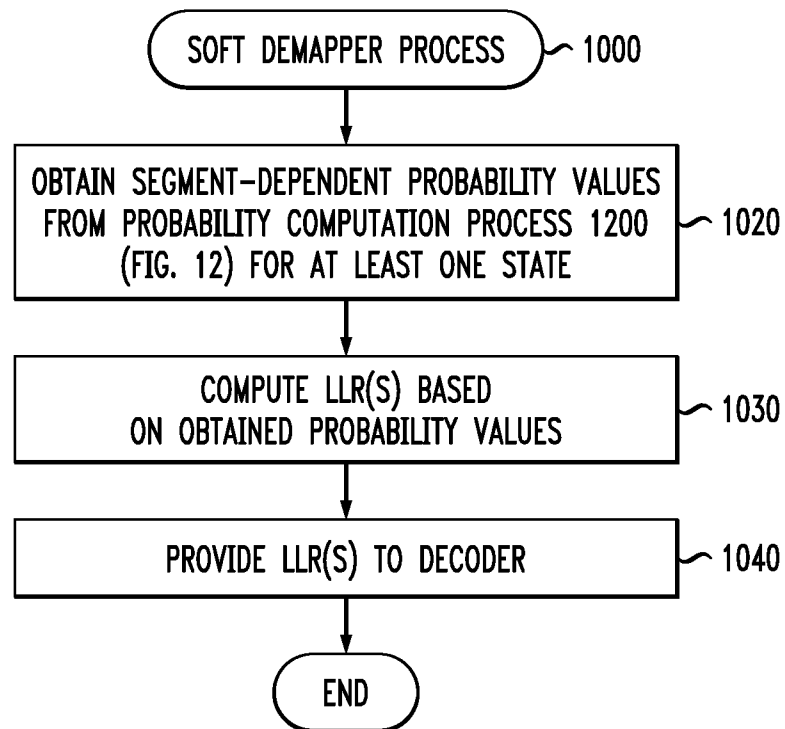 SOFT DEMAPPER PROCESS
1000
OBTAIN SEGMENT-DEPENDENT PROBABILITY VALUES
FROM PROBABILITY COMPUTATION PROCESS 1200
(FIG. 12) FOR AT LEAST ONE STATE
1020
COMPUTE LLR(S) BASED
ON OBTAINED PROBABILITY VALUES
1030
PROVIDE LLR(S) TO DECODER
1040
END